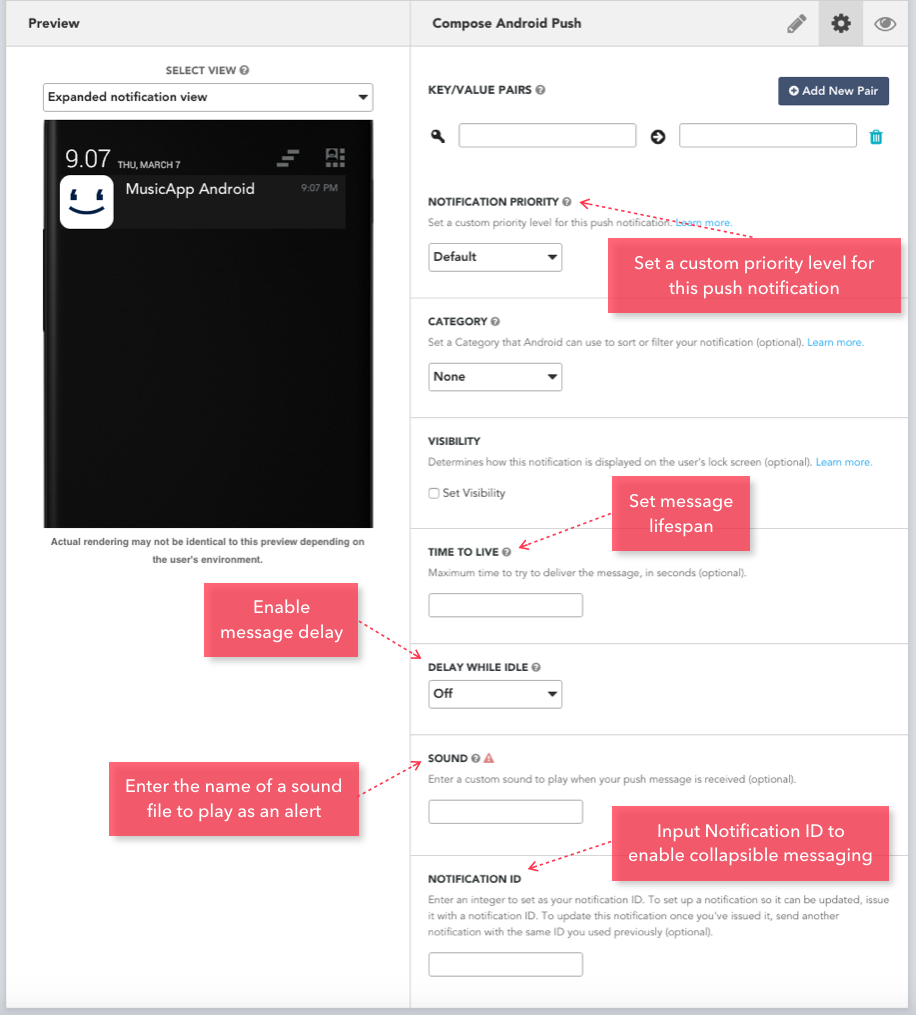 Preview
SELECT VIEW
Expanded notification view
9.07 THU, MARCH 7
MusicApp Android
9:07 PM
Actual rendering may not be identical to this preview depending on
the user's environment.
Compose Android Push
KEY/VALUE PAIRS
Add New Pair
NOTIFICATION PRIORITY
Set a custom priority level for this push notification. Learn more.
Default
Set a custom priority level for
this push notification
CATEGORY
Set a Category that Android can use to sort or filter your notification (optional). Learn more.
None
VISIBILITY
Determines how this notification is displayed on the user's lock screen (optional). Learn more.
Set Visibility
Set message
lifespan
TIME TO LIVE
Maximum time to try to deliver the message, in seconds (optional).
Enable
message delay
DELAY WHILE IDLE
Off
SOUND
Enter a custom sound to play when your push message is received (optional).
Enter the name of a sound
file to play as an alert
Input Notification ID to
enable collapsible messaging
NOTIFICATION ID
Enter an integer to set as your notification ID. To set up a notification so it can be updated, issue
it with a notification ID. To update this notification once you've issued it, send another
notification with the same ID you used previously (optional).